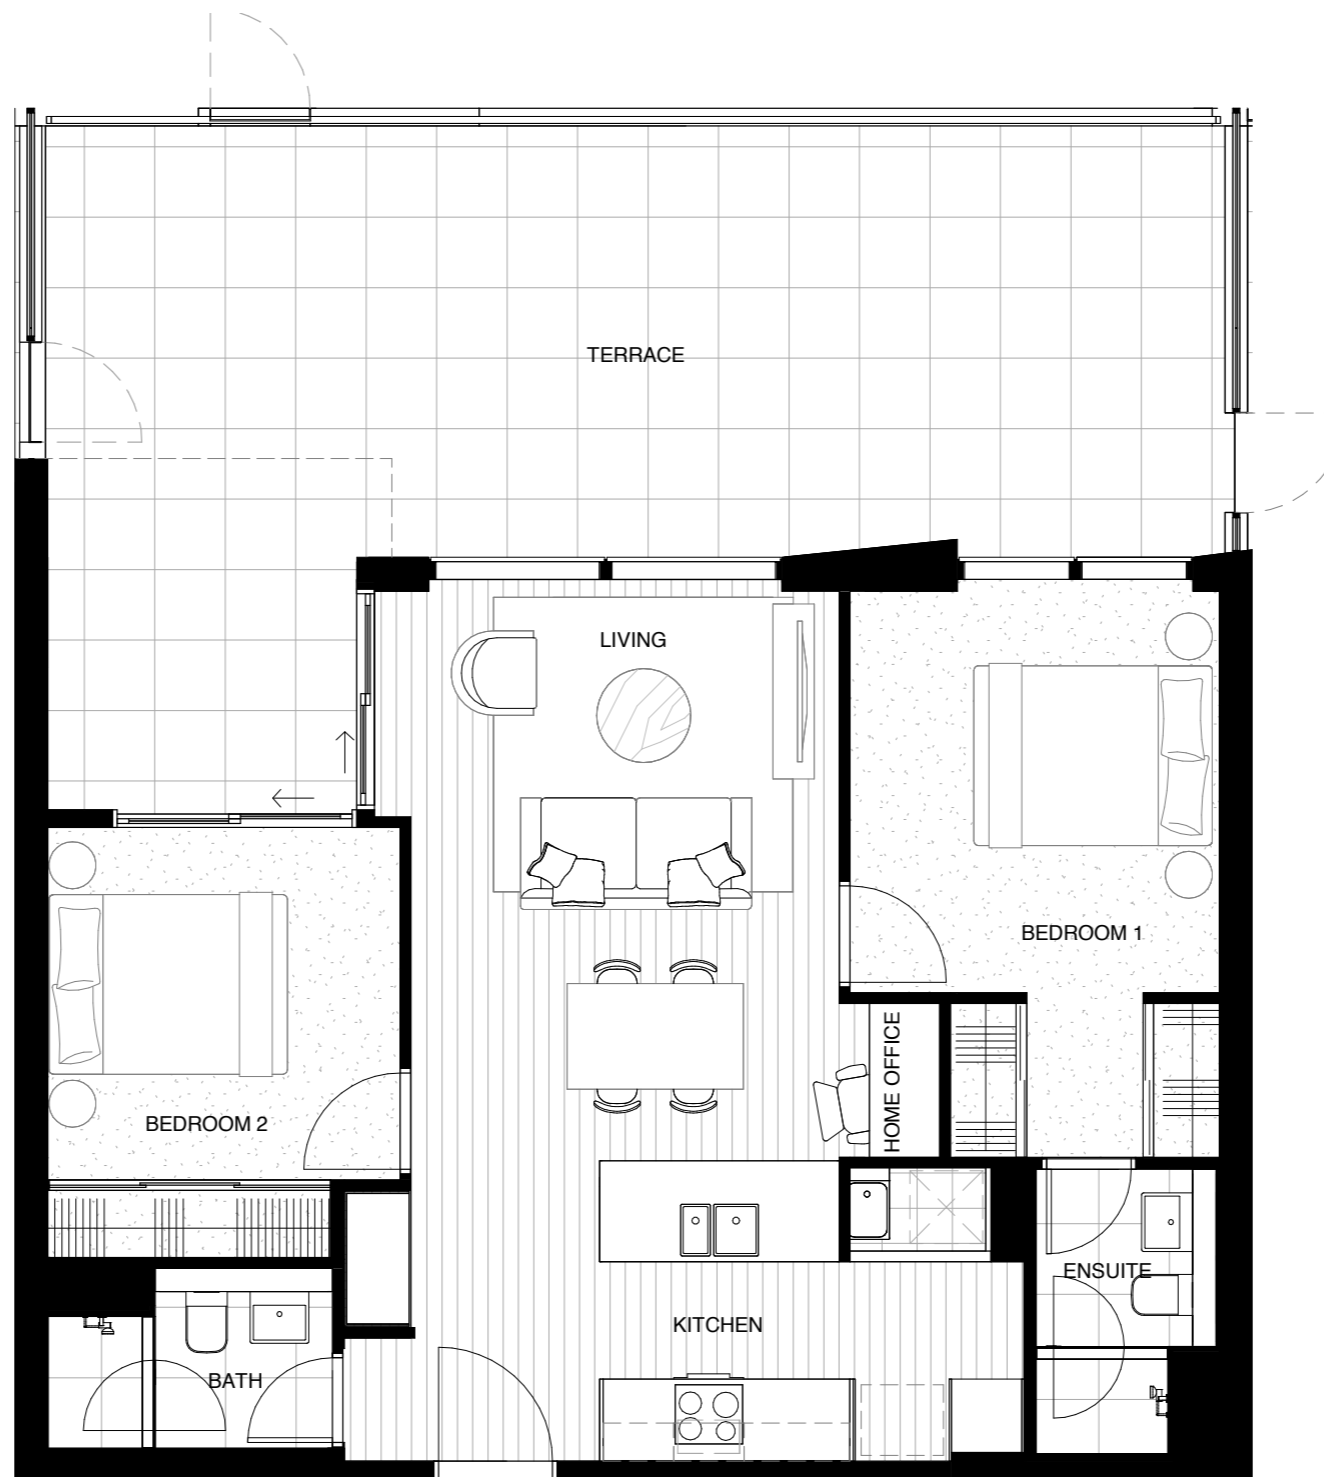 TERRACE
LIVING
BEDROOM 1
HOME OFFICE
BEDROOM 2
ENSUITE
KITCHEN
BATH